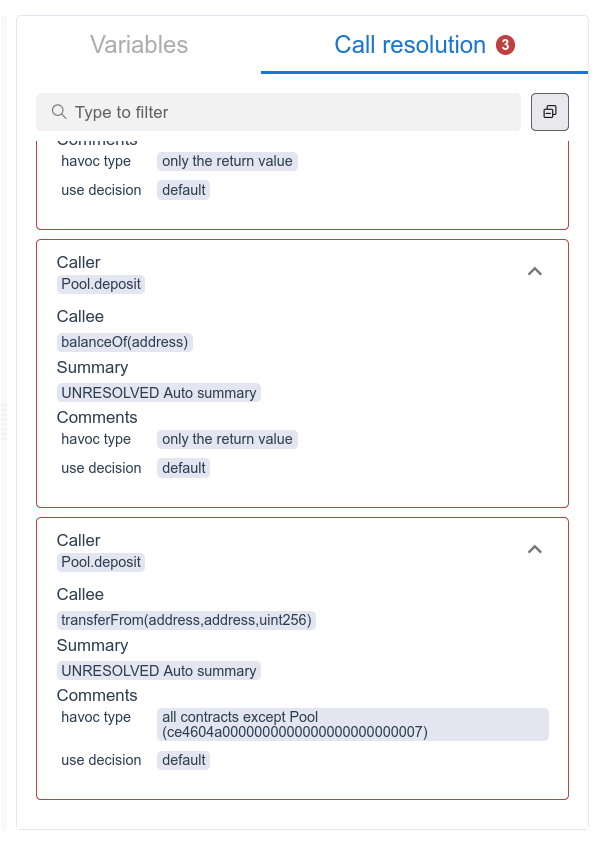 Variables
Call resolution 3
Type to filter
Comments
havoc type only the return value
use decision default
Caller
Pool.deposit
Callee
balanceOf(address)
Summary
UNRESOLVED Auto summary
Comments
havoc type only the return value
use decision default
Caller
Pool.deposit
Callee
transferFrom(address,address,uint256)
Summary
UNRESOLVED Auto summary
Comments
havoc type all contracts except Pool
(ce4604a0000000000000000000000007)
use decision default